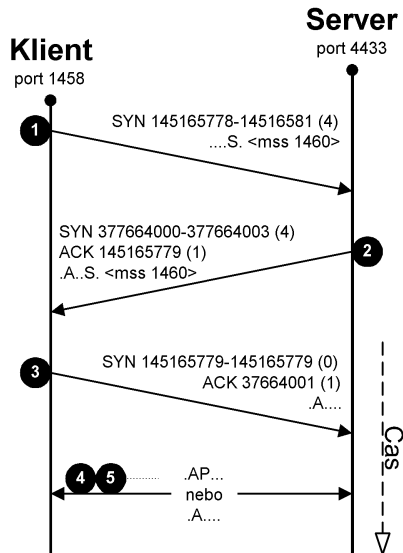 Klient
port 1458
Server
port 4433
1
SYN 145165778-14516581 (4)
....S. <mss 1460>
SYN 377664000-377664003 (4)
ACK 145165779 (1)
.A..S. <mss 1460>
2
3
SYN 145165779-145165779 (0)
ACK 37664001 (1)
.A....
Cas
4 5
.AP...
nebo
.A....